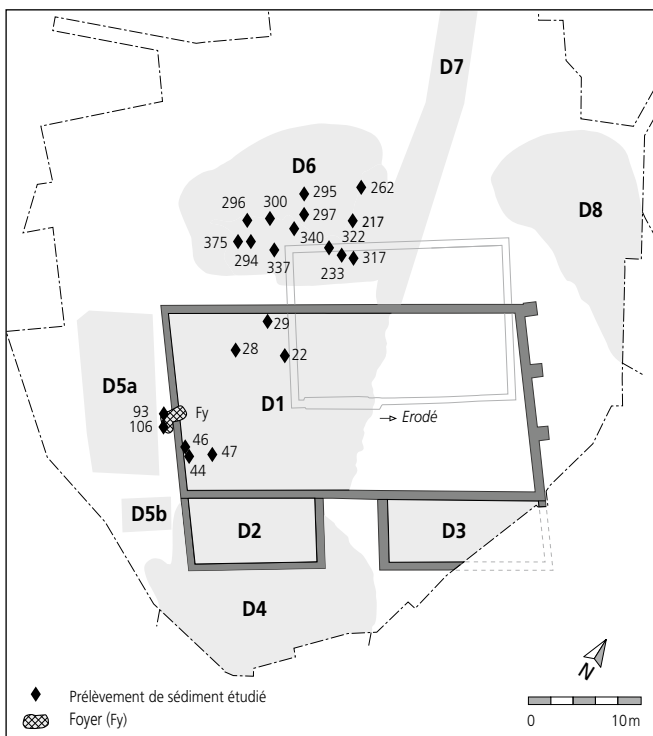 D7
D6
295
262
D8
296
300
297
217
340
322
375
294
337
233
317
29
28
22
D5a
D1
93
Fy
→ Erodé
106
46
47
44
D5b
D2
D3
D4
Prélèvement de sédiment étudié
Foyer (Fy)
N
0 10 m